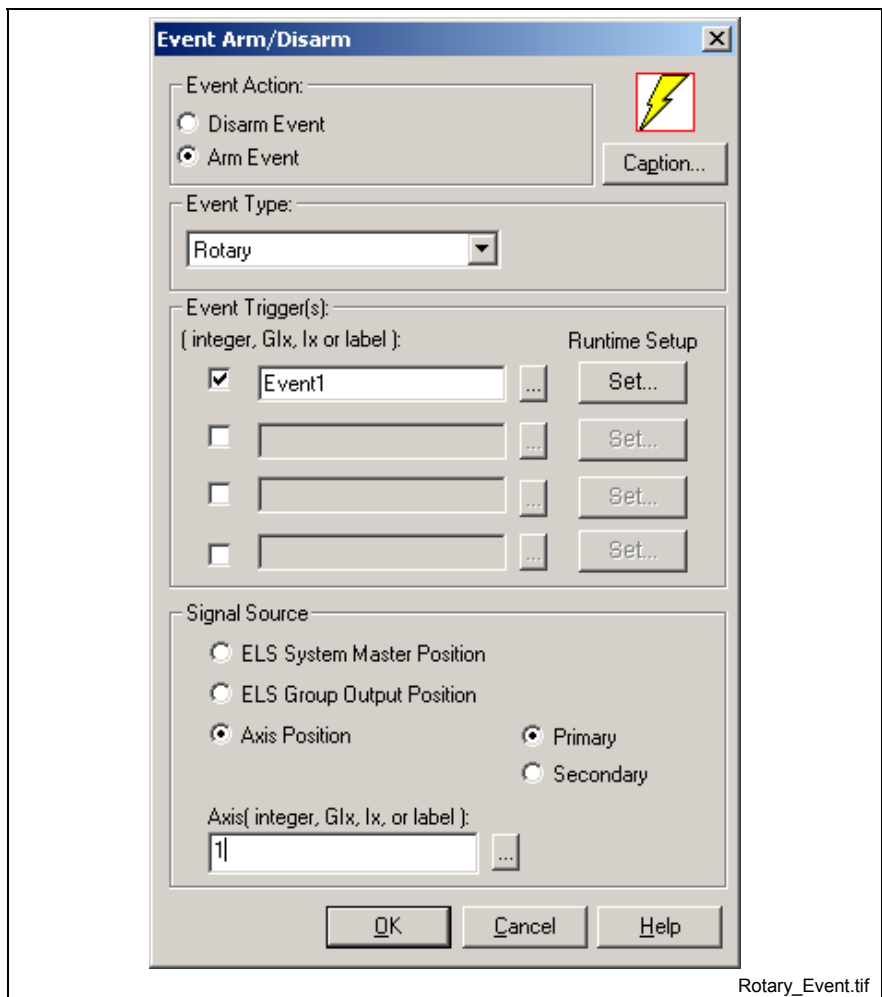 Event Arm/Disarm
Event Action:
Disarm Event
Arm Event
Caption...
Event Type:
Rotary
Event Trigger(s):
( integer, GIx, Ix or label ):
Runtime Setup
Event1
...
Set...
...
Set...
...
Set...
...
Set...
Signal Source
ELS System Master Position
ELS Group Output Position
Axis Position
Primary
Secondary
Axis( integer, GIx, Ix, or label ):
1
...
OK
Cancel
Help
Rotary_Event.tif